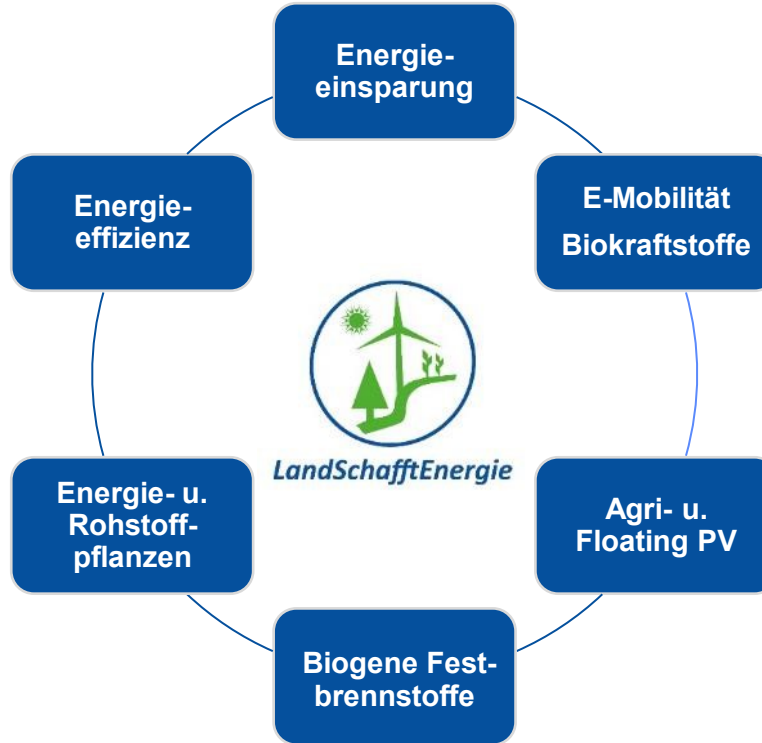 Energie-
einsparung
E-Mobilität
Biokraftstoffe
Agri- u.
Floating PV
Biogene Fest-
brennstoffe
Energie- u.
Rohstoff-
pflanzen
Energie-
effizienz
LandSchafftEnergie